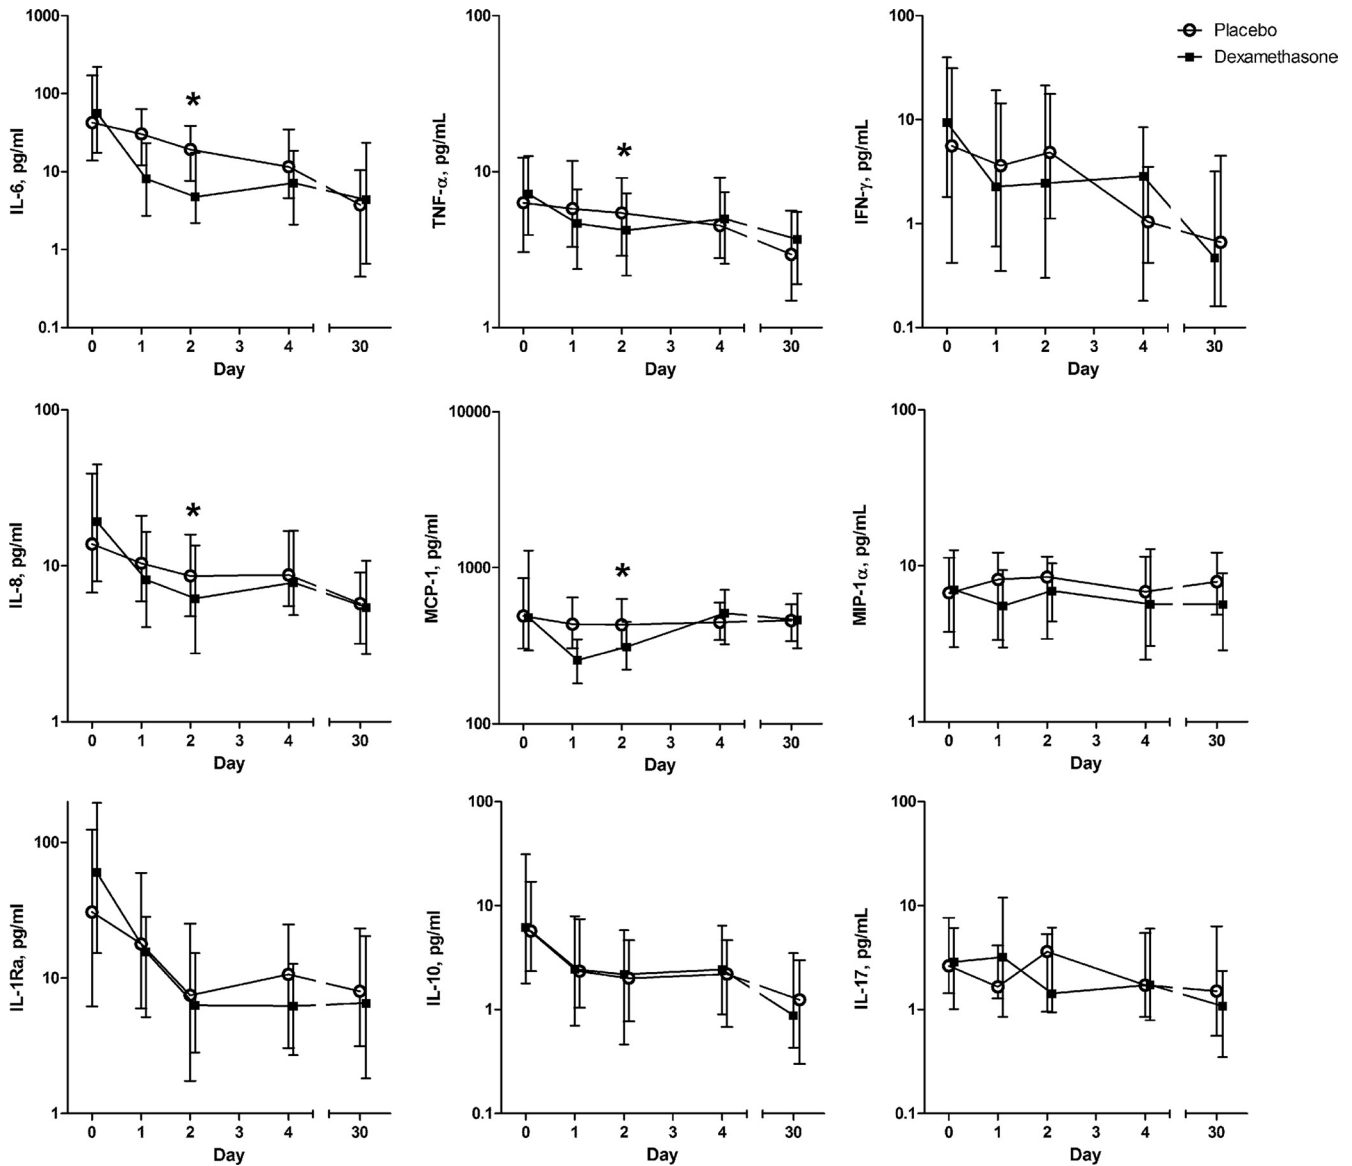 Placebo
Dexamethasone
IL-6, pg/ml
1000
100
10
1
0.1
*
0 1 2 3 4 30
Day
TNF-α, pg/mL
100
10
1
*
0 1 2 3 4 30
Day
IFN-γ, pg/mL
100
10
1
0.1
0 1 2 3 4 30
Day
IL-8, pg/ml
100
10
1
*
0 1 2 3 4 30
Day
MCP-1, pg/ml
10000
1000
100
*
0 1 2 3 4 30
Day
MIP-1α, pg/mL
100
10
1
0 1 2 3 4 30
Day
IL-1Ra, pg/ml
100
10
1
0 1 2 3 4 30
Day
IL-10, pg/ml
100
10
1
0.1
0 1 2 3 4 30
Day
IL-17, pg/mL
100
10
1
0.1
0 1 2 3 4 30
Day